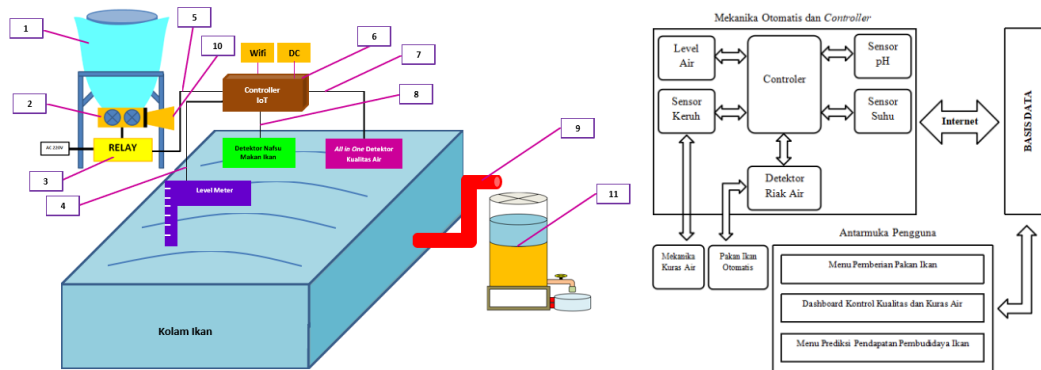 1
5
6
10
Wifi
DC
7
2
Controller
IoT
8
AC 220V
RELAY
Detektor Nafsu
Makan Ikan
All in One Detektor
Kualitas Air
9
3
4
Level Meter
11
Kolam Ikan
Mekanika Otomatis dan Controller
Level
Air
Controler
Sensor
pH
Sensor
Keruh
Sensor
Suhu
Internet
BASIS DATA
Detektor
Riak Air
Mekanika
Kuras Air
Pakan Ikan
Otomatis
Antarmuka Pengguna
Menu Pemberian Pakan Ikan
Dashboard Kontrol Kualitas dan Kuras Air
Menu Prediksi Pendapatan Pembudidaya Ikan